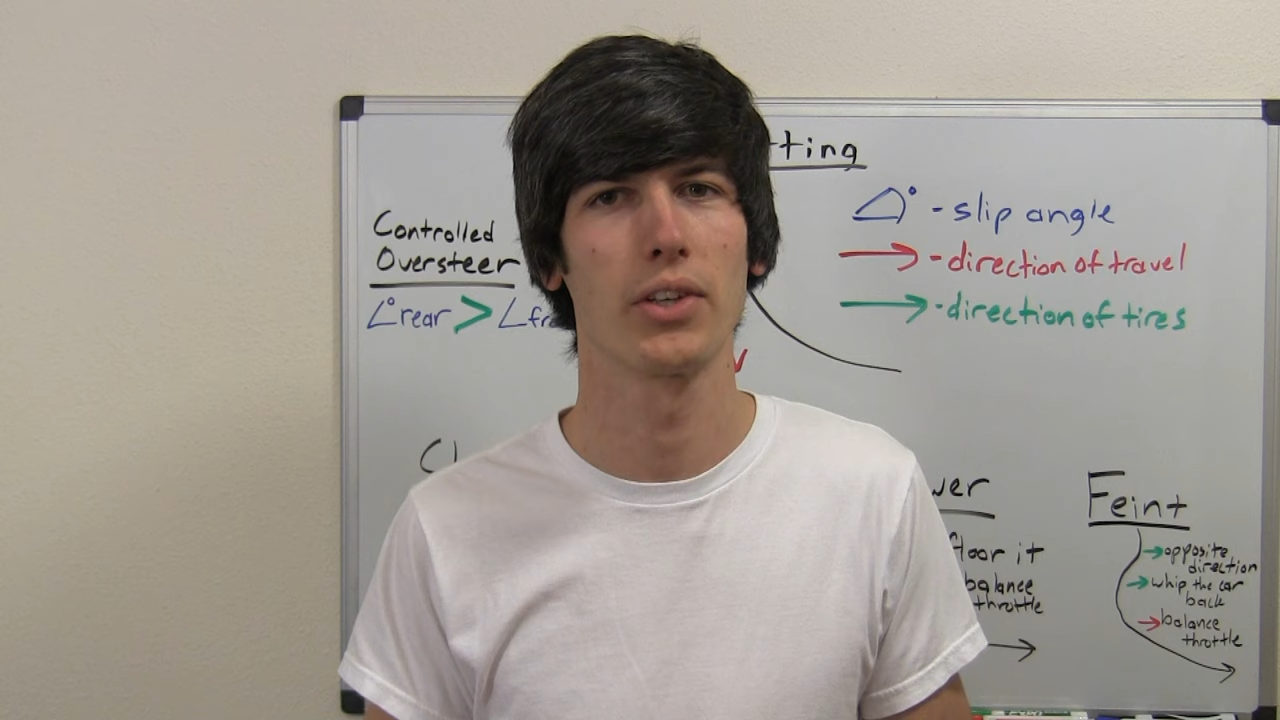 tting
Controlled
Oversteer
∠°rear > ∠fr
° - slip angle
→ - direction of travel
→ - direction of tires
wer
floor it
balance
throttle
Feint
→ opposite
direction
→ whip the car
back
→ balance
throttle